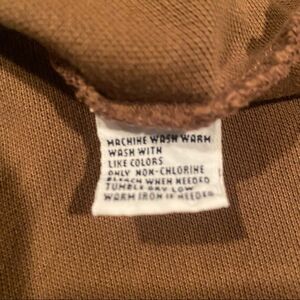 MACHINE WASH WARM
WASH WITH
LIKE COLORS
ONLY NON-CHLORINE
BLEACH WHEN NEEDED
TUMBLE DRY LOW
WARM IRON IF NEEDED